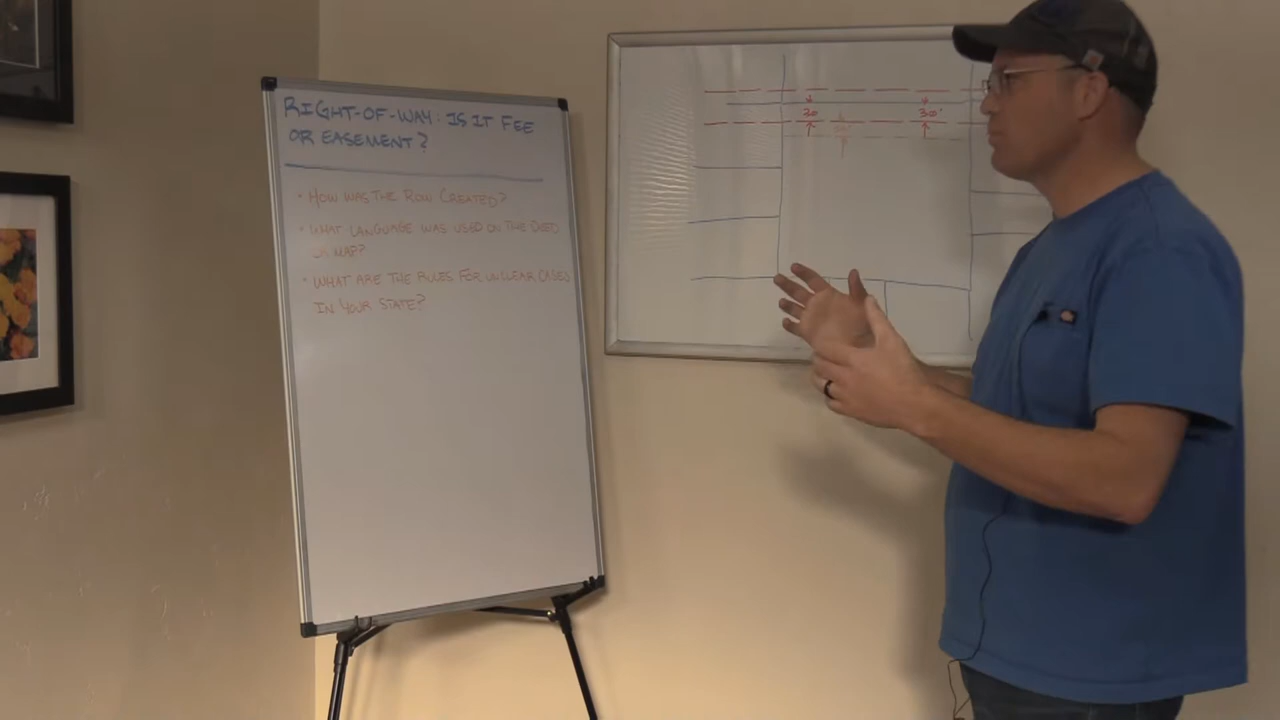 RIGHT-OF-WAY: IS IT FEE
OR EASEMENT?
• HOW WAS THE ROW CREATED?
• WHAT LANGUAGE WAS USED ON THE DEED
OR MAP?
• WHAT ARE THE RULES FOR UNCLEAR CASES
IN YOUR STATE?
30'